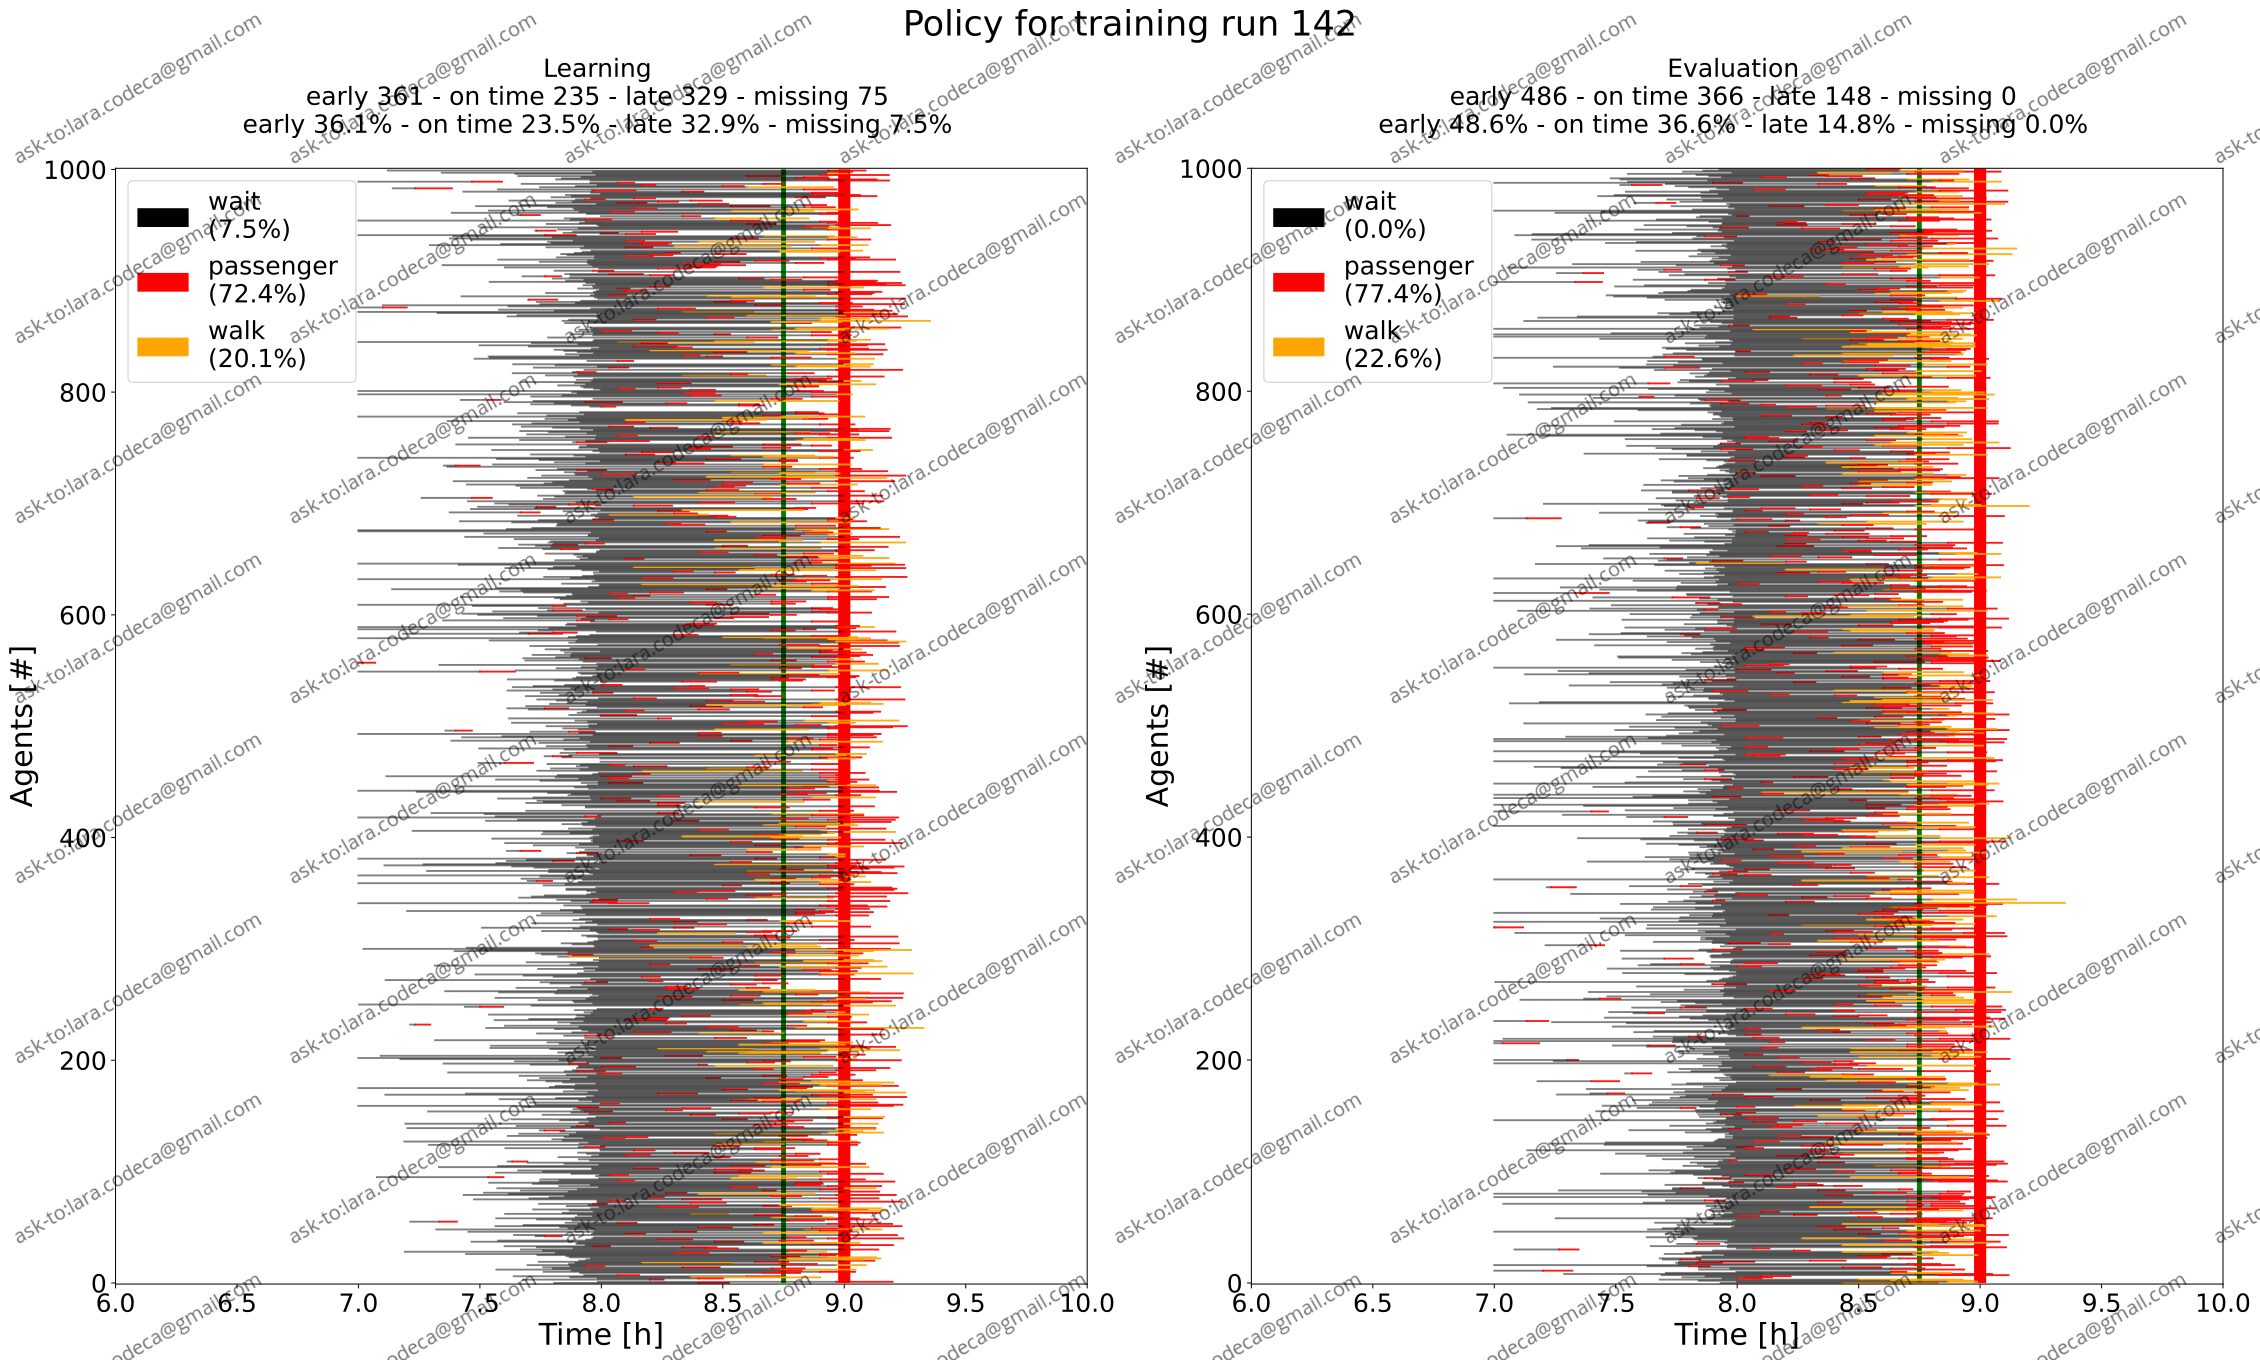 Policy for training run 142
Learning
early 361 - on time 235 - late 329 - missing 75
early 36.1% - on time 23.5% - late 32.9% - missing 7.5%
1000
800
600
400
200
0
Agents [#]
wait
(7.5%)
passenger
(72.4%)
walk
(20.1%)
6.0 6.5 7.0 7.5 8.0 8.5 9.0 9.5 10.0
Time [h]
Evaluation
early 486 - on time 366 - late 148 - missing 0
early 48.6% - on time 36.6% - late 14.8% - missing 0.0%
1000
800
600
400
200
0
Agents [#]
wait
(0.0%)
passenger
(77.4%)
walk
(22.6%)
6.0 6.5 7.0 7.5 8.0 8.5 9.0 9.5 10.0
Time [h]
ask-to:lara.codeca@gmail.com